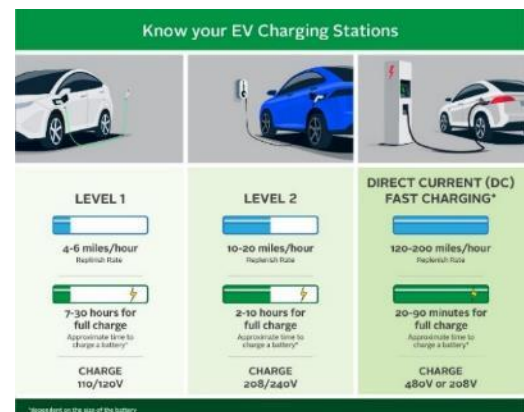 Know your EV Charging Stations
LEVEL 1
4-6 miles/hour
Replenish Rate
7-30 hours for
full charge
Approximate time to
charge a battery*
CHARGE
110/120V
LEVEL 2
10-20 miles/hour
Replenish Rate
2-10 hours for
full charge
Approximate time to
charge a battery*
CHARGE
208/240V
DIRECT CURRENT (DC)
FAST CHARGING*
120-200 miles/hour
Replenish Rate
20-90 minutes for
full charge
Approximate time to
charge a battery*
CHARGE
480V or 208V
*dependent on the size of the battery